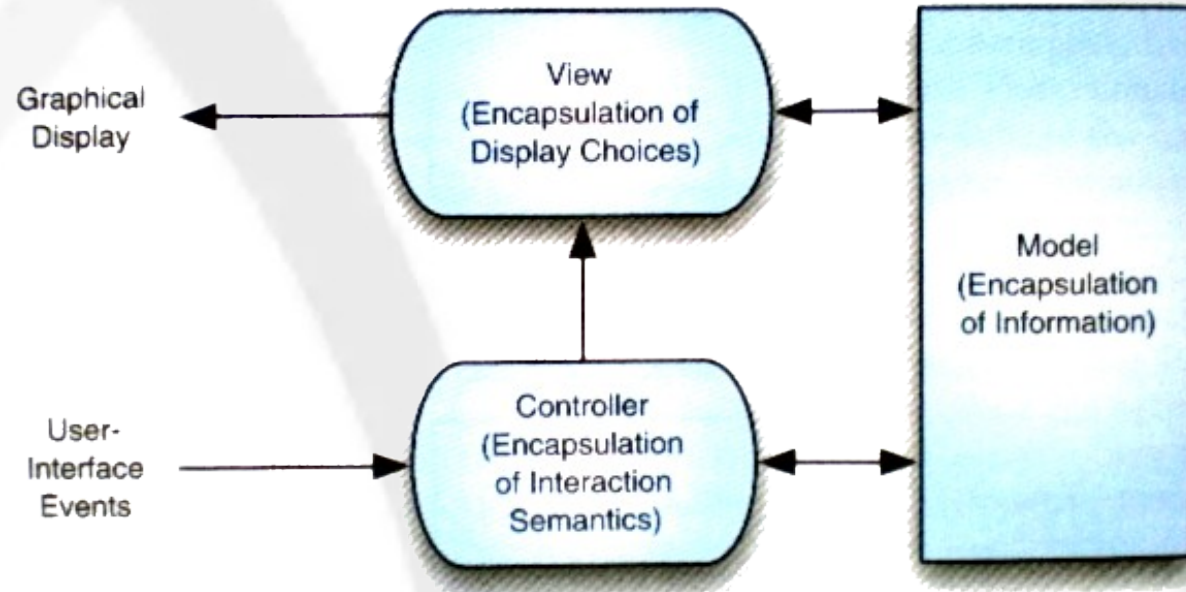 Graphical
Display
View
(Encapsulation of
Display Choices)
Model
(Encapsulation
of Information)
User-
Interface
Events
Controller
(Encapsulation
of Interaction
Semantics)